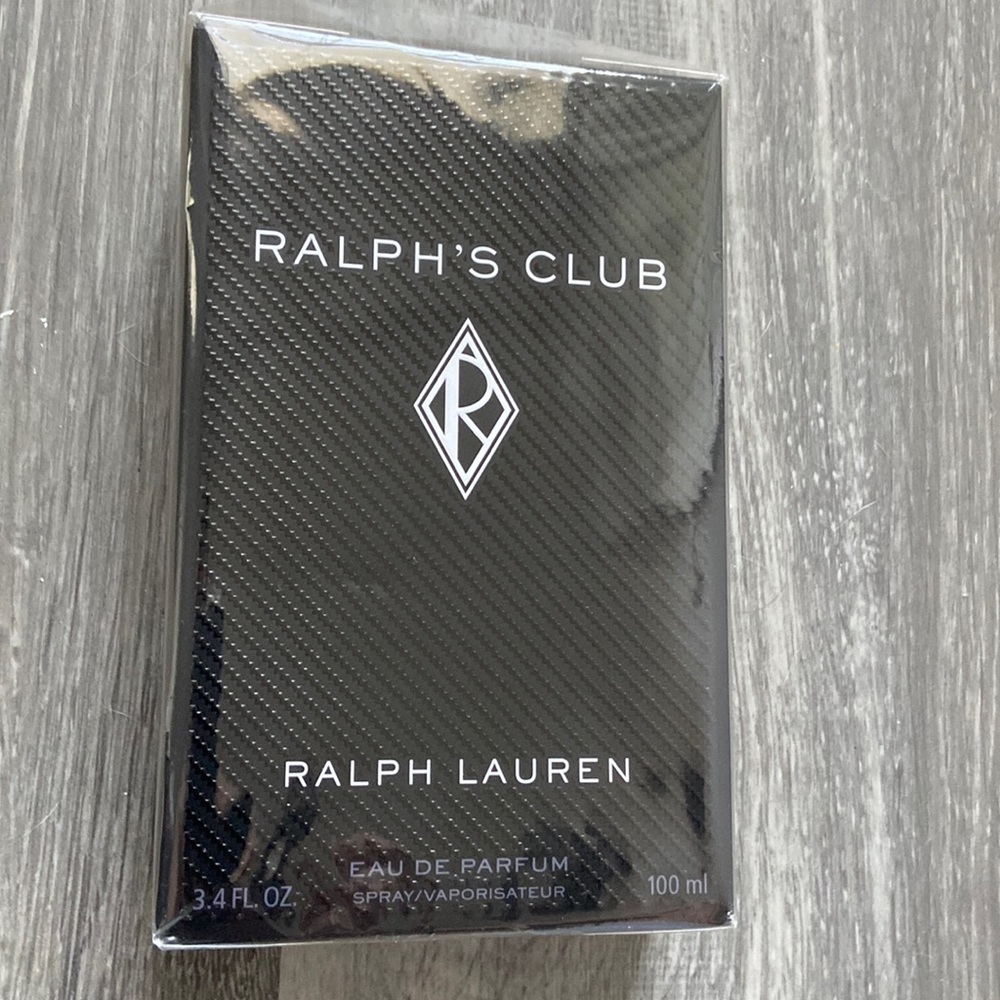 RALPH'S CLUB
R
RALPH LAUREN
EAU DE PARFUM
SPRAY/VAPORISATEUR
3.4 FL. OZ.
100 ml